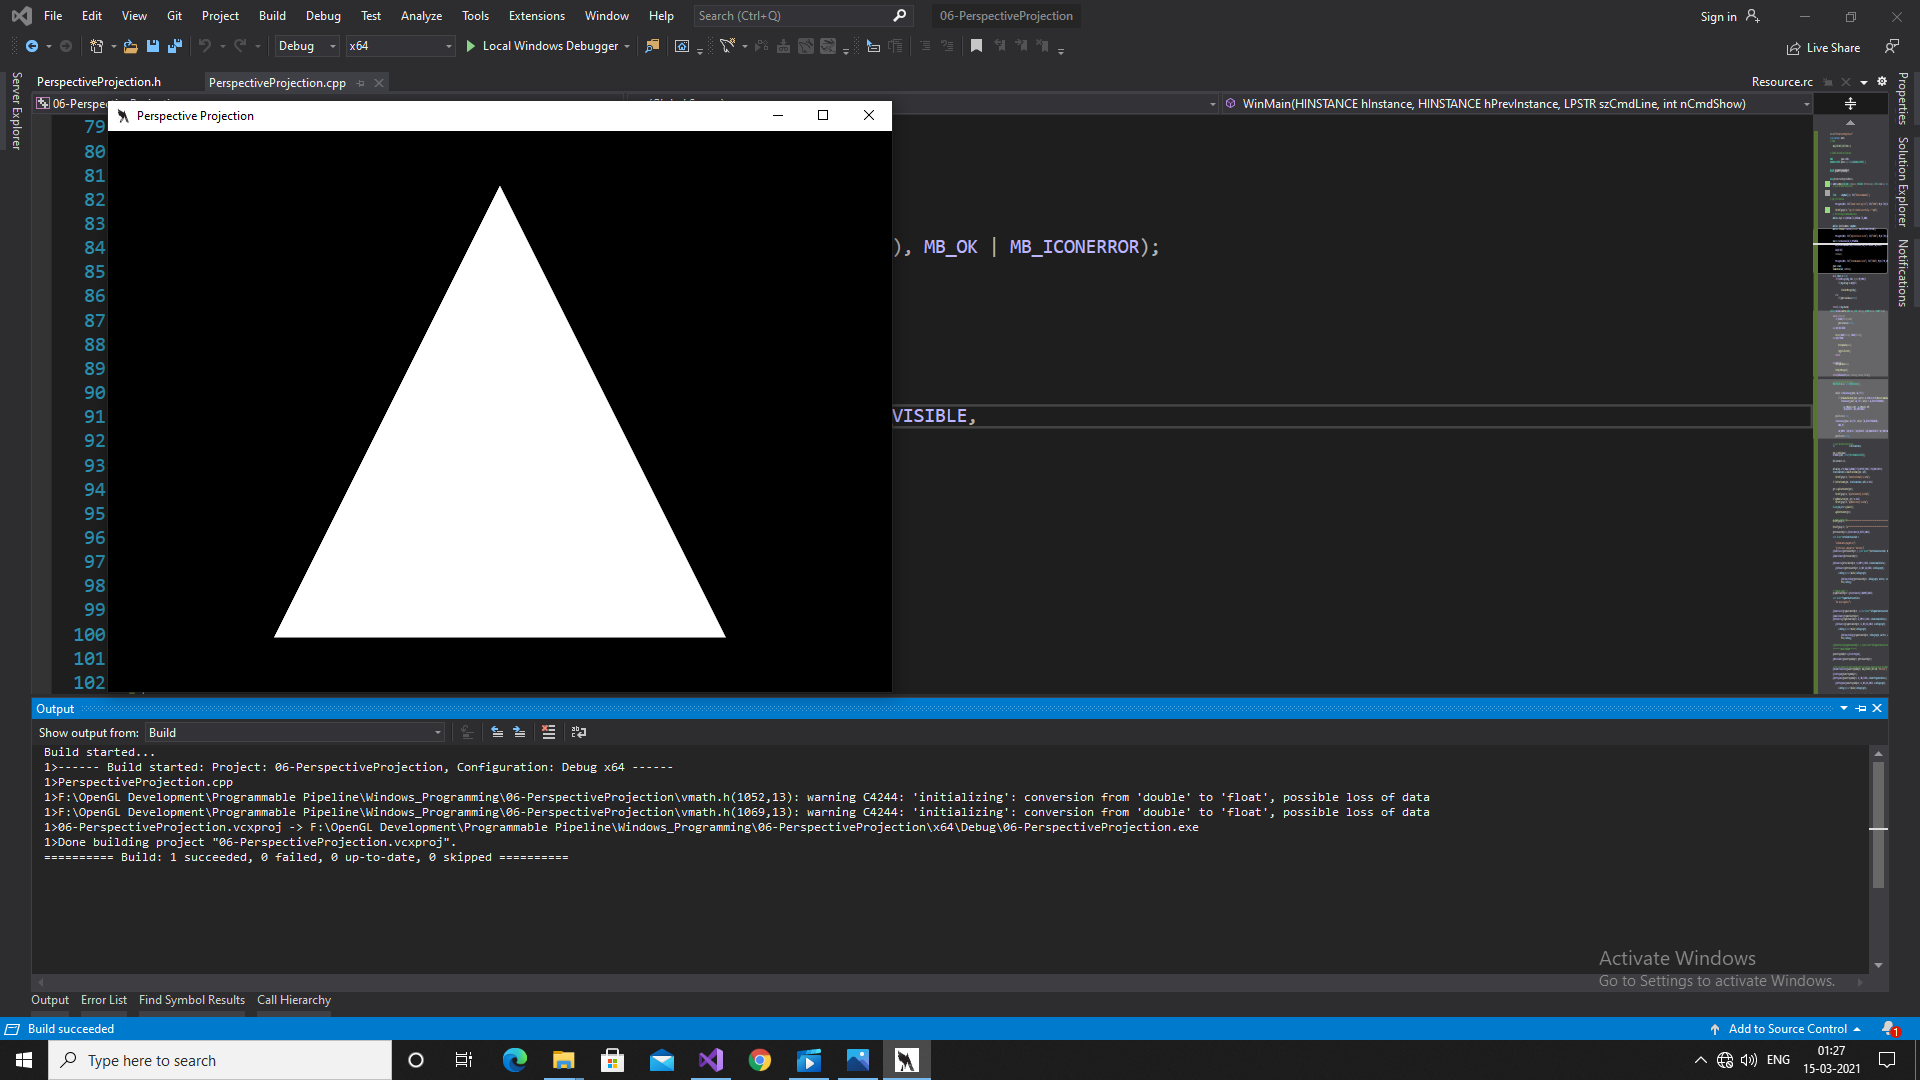 File Edit View Git Project Build Debug Test Analyze Tools Extensions Window Help Search (Ctrl+Q) 06-PerspectiveProjection Sign in
Debug x64 Local Windows Debugger Live Share
PerspectiveProjection.h PerspectiveProjection.cpp Resource.rc
WinMain(HINSTANCE hInstance, HINSTANCE hPrevInstance, LPSTR szCmdLine, int nCmdShow)
Server Explorer
Properties
Solution Explorer
Notifications
Perspective Projection
79
80
81
82
83
84 ), MB_OK | MB_ICONERROR);
85
86
87
88
89
90
91 VISIBLE,
92
93
94
95
96
97
98
99
100
101
102
Output
Show output from: Build
Build started...
1>------ Build started: Project: 06-PerspectiveProjection, Configuration: Debug x64 ------
1>PerspectiveProjection.cpp
1>F:\OpenGL Development\Programmable Pipeline\Windows_Programming\06-PerspectiveProjection\vmath.h(1052,13): warning C4244: 'initializing': conversion from 'double' to 'float', possible loss of data
1>F:\OpenGL Development\Programmable Pipeline\Windows_Programming\06-PerspectiveProjection\vmath.h(1069,13): warning C4244: 'initializing': conversion from 'double' to 'float', possible loss of data
1>06-PerspectiveProjection.vcxproj -> F:\OpenGL Development\Programmable Pipeline\Windows_Programming\06-PerspectiveProjection\x64\Debug\06-PerspectiveProjection.exe
1>Done building project "06-PerspectiveProjection.vcxproj".
========== Build: 1 succeeded, 0 failed, 0 up-to-date, 0 skipped ==========
Activate Windows
Go to Settings to activate Windows.
Output Error List Find Symbol Results Call Hierarchy
Build succeeded Add to Source Control 1
Type here to search ENG 01:27
15-03-2021